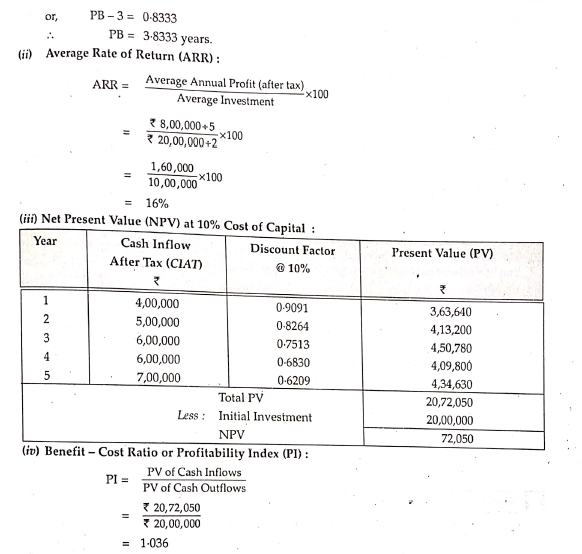 or, PB – 3 = 0·8333
∴ PB = 3·8333 years.
(ii) Average Rate of Return (ARR) :
ARR = Average Annual Profit (after tax) / Average Investment ×100
= ₹ 8,00,000÷5 / ₹ 20,00,000÷2 ×100
= 1,60,000 / 10,00,000 ×100
= 16%
(iii) Net Present Value (NPV) at 10% Cost of Capital :
Year Cash Inflow After Tax (CIAT) ₹ Discount Factor @ 10% Present Value (PV) ₹
1 4,00,000 0·9091 3,63,640
2 5,00,000 0·8264 4,13,200
3 6,00,000 0·7513 4,50,780
4 6,00,000 0·6830 4,09,800
5 7,00,000 0·6209 4,34,630
Total PV 20,72,050
Less : Initial Investment 20,00,000
NPV 72,050
(iv) Benefit – Cost Ratio or Profitability Index (PI) :
PI = PV of Cash Inflows / PV of Cash Outflows
= ₹ 20,72,050 / ₹ 20,00,000
= 1·036